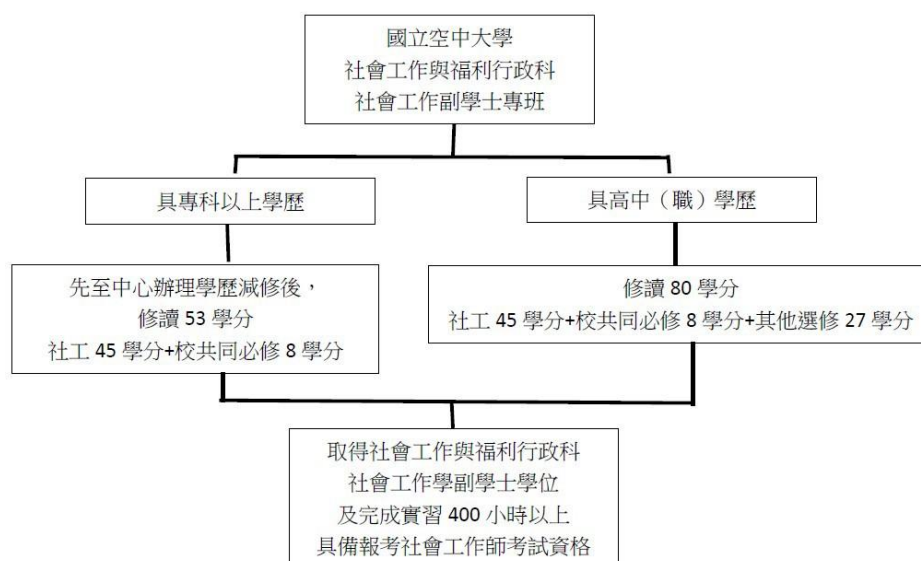 國立空中大學
社會工作與福利行政科
社會工作副學士專班
具專科以上學歷
具高中（職）學歷
先至中心辦理學歷減修後，
修讀 53 學分
社工 45 學分+校共同必修 8 學分
修讀 80 學分
社工 45 學分+校共同必修 8 學分+其他選修 27 學分
取得社會工作與福利行政科
社會工作學副學士學位
及完成實習 400 小時以上
具備報考社會工作師考試資格